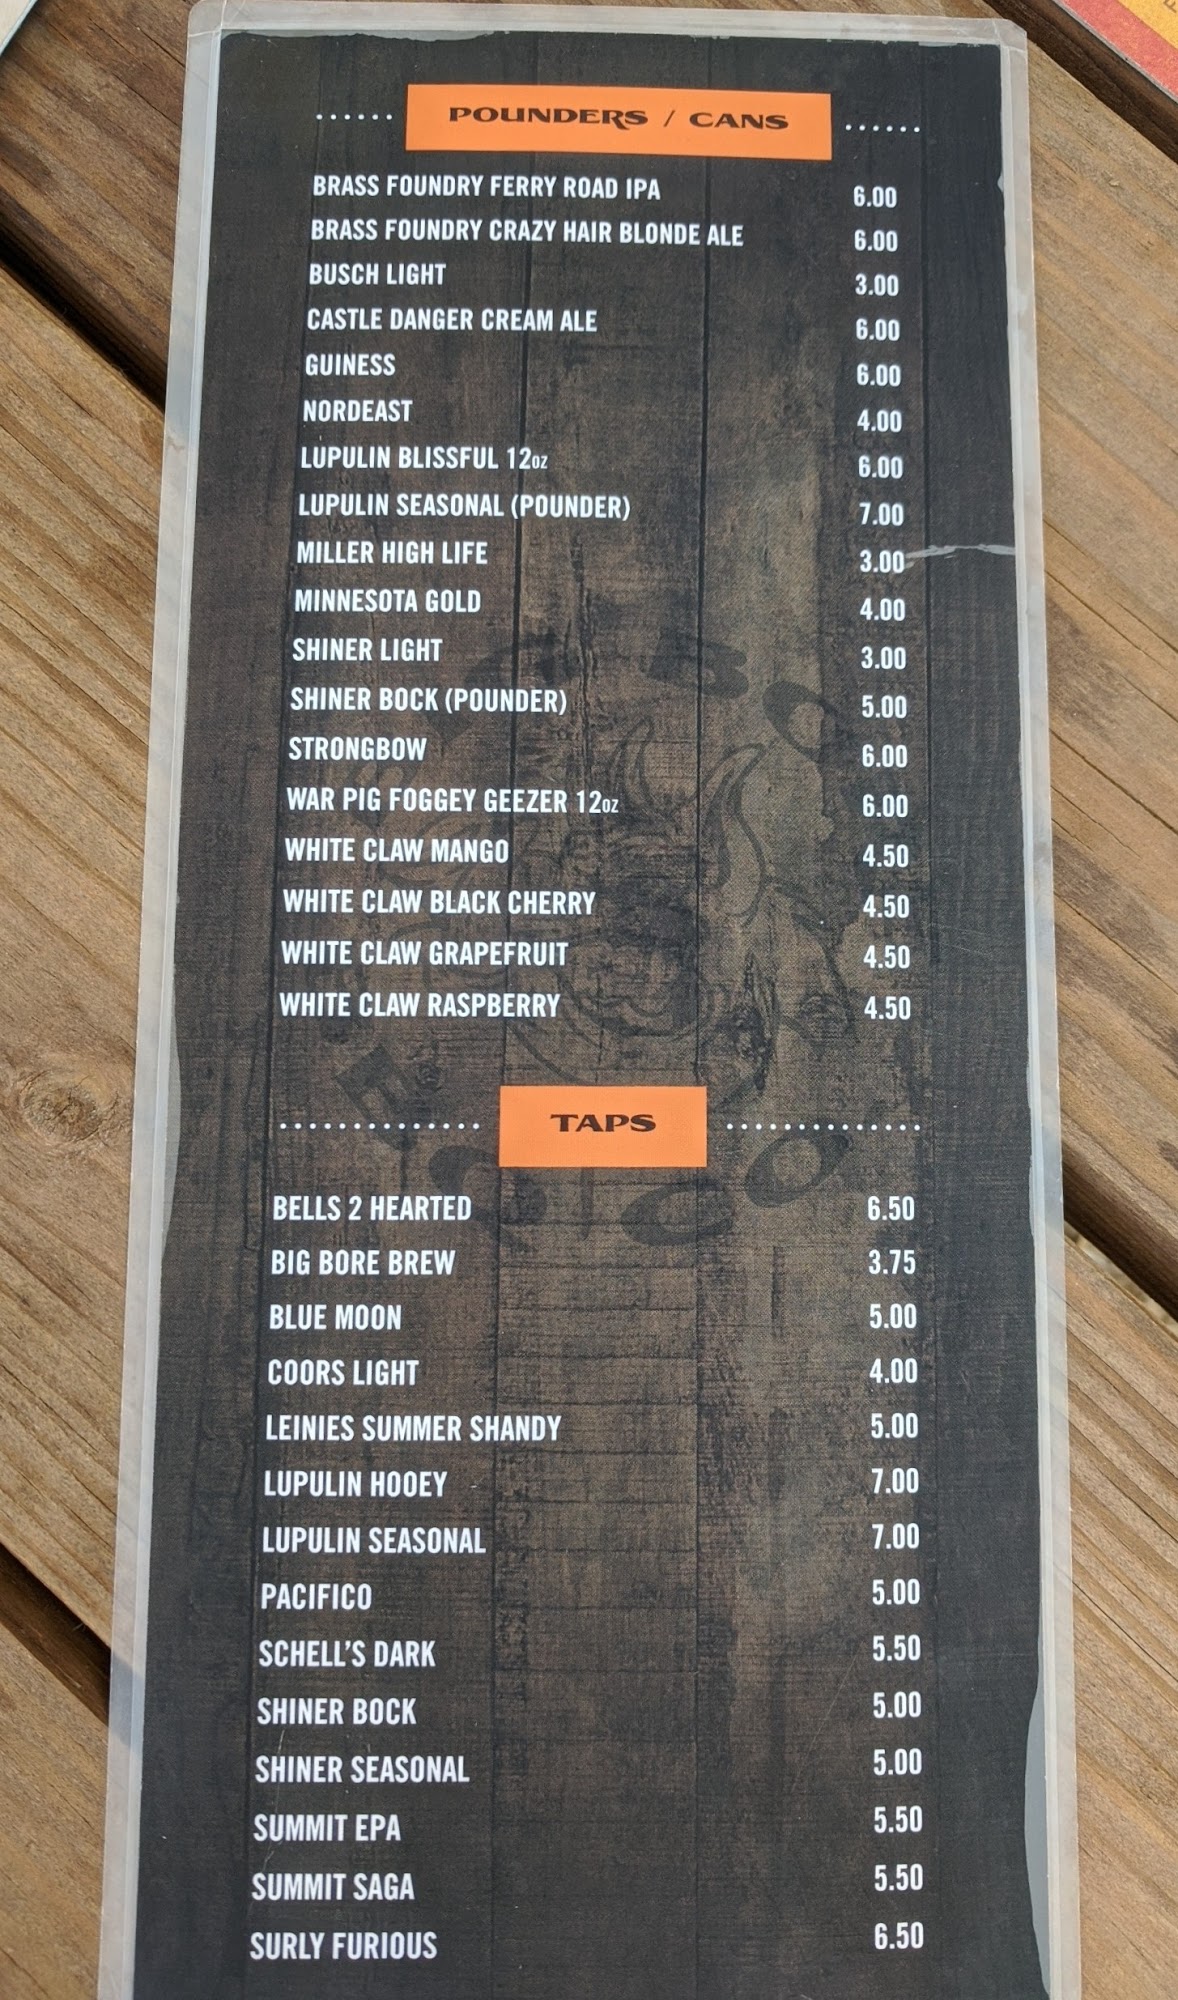 POUNDERS / CANS
BRASS FOUNDRY FERRY ROAD IPA 6.00
BRASS FOUNDRY CRAZY HAIR BLONDE ALE 6.00
BUSCH LIGHT 3.00
CASTLE DANGER CREAM ALE 6.00
GUINESS 6.00
NORDEAST 4.00
LUPULIN BLISSFUL 12oz 6.00
LUPULIN SEASONAL (POUNDER) 7.00
MILLER HIGH LIFE 3.00
MINNESOTA GOLD 4.00
SHINER LIGHT 3.00
SHINER BOCK (POUNDER) 5.00
STRONGBOW 6.00
WAR PIG FOGGEY GEEZER 12oz 6.00
WHITE CLAW MANGO 4.50
WHITE CLAW BLACK CHERRY 4.50
WHITE CLAW GRAPEFRUIT 4.50
WHITE CLAW RASPBERRY 4.50
TAPS
BELLS 2 HEARTED 6.50
BIG BORE BREW 3.75
BLUE MOON 5.00
COORS LIGHT 4.00
LEINIES SUMMER SHANDY 5.00
LUPULIN HOOEY 7.00
LUPULIN SEASONAL 7.00
PACIFICO 5.00
SCHELL'S DARK 5.50
SHINER BOCK 5.00
SHINER SEASONAL 5.00
SUMMIT EPA 5.50
SUMMIT SAGA 5.50
SURLY FURIOUS 6.50